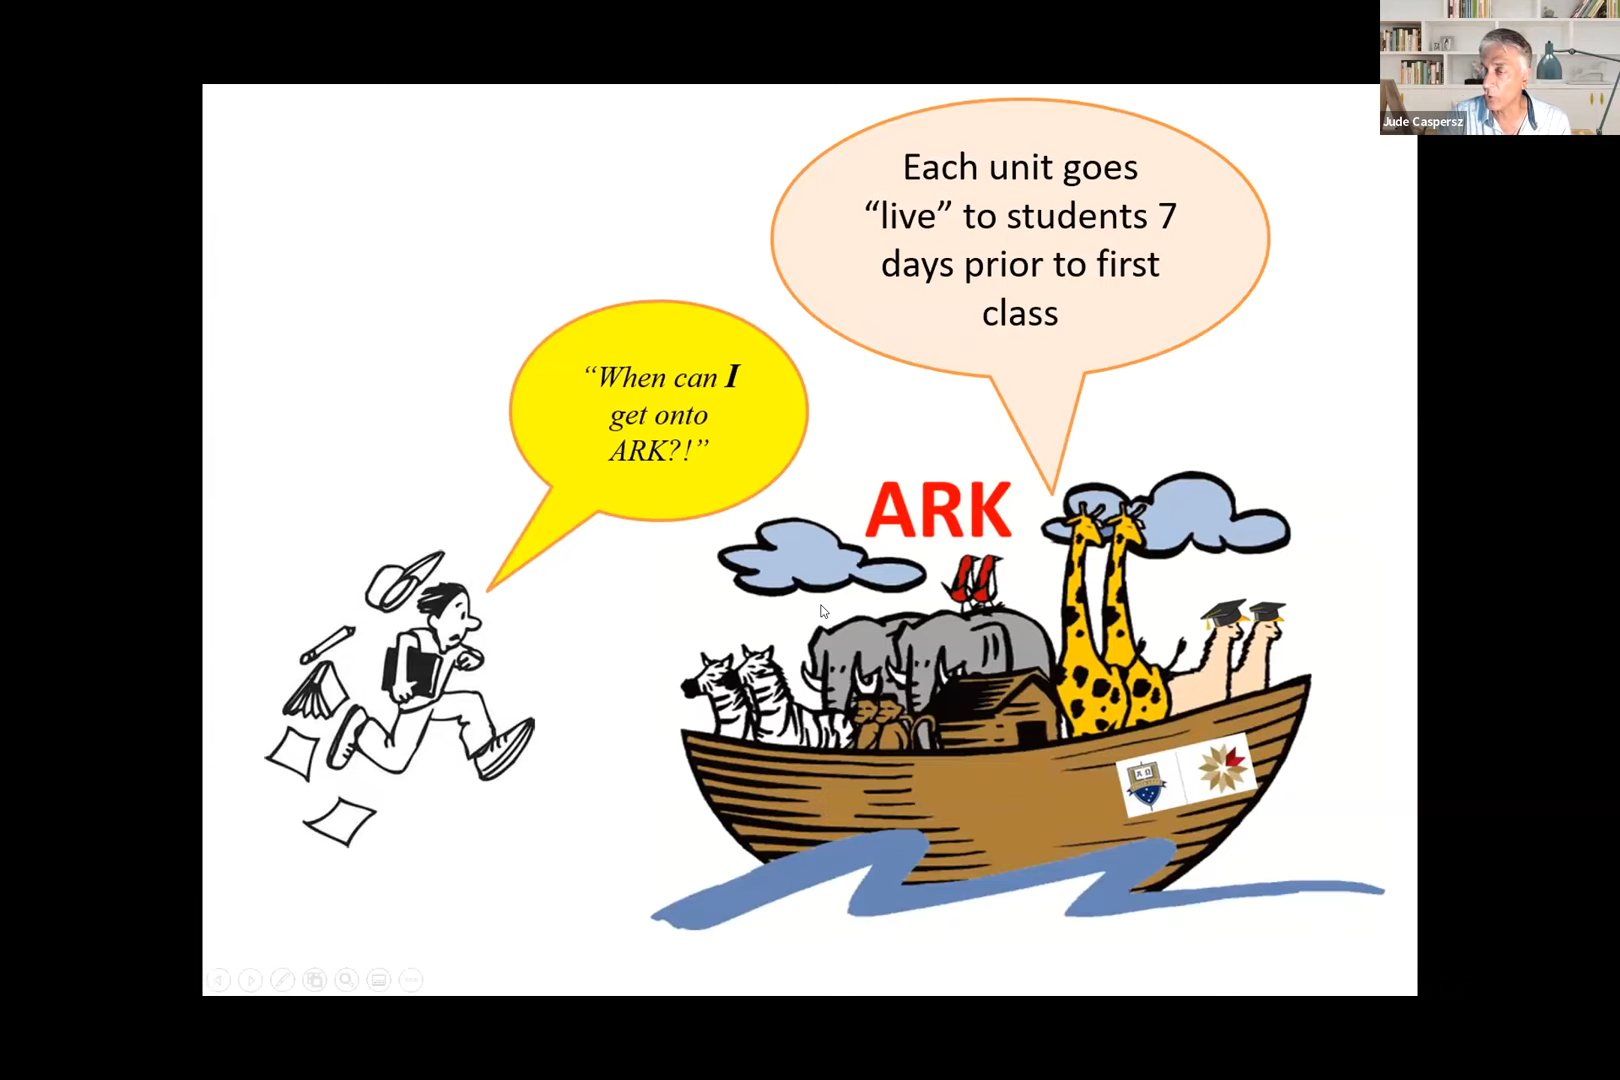 Jude Caspersz
Each unit goes
“live” to students 7
days prior to first
class
“When can I
get onto
ARK?!”
ARK
A Ω